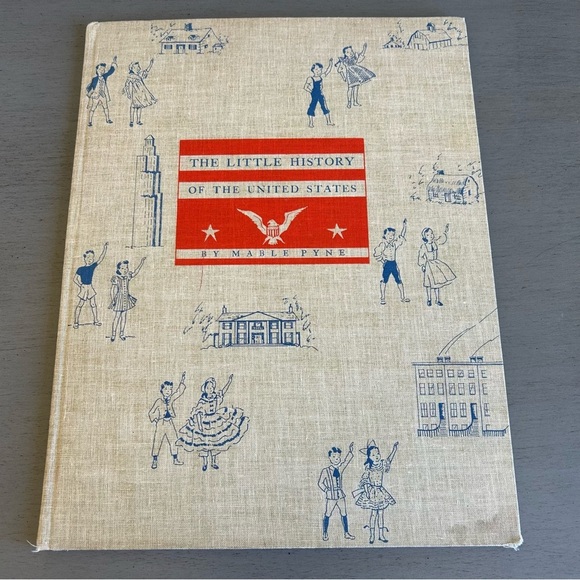 THE LITTLE HISTORY
OF THE UNITED STATES
BY MABLE PYNE